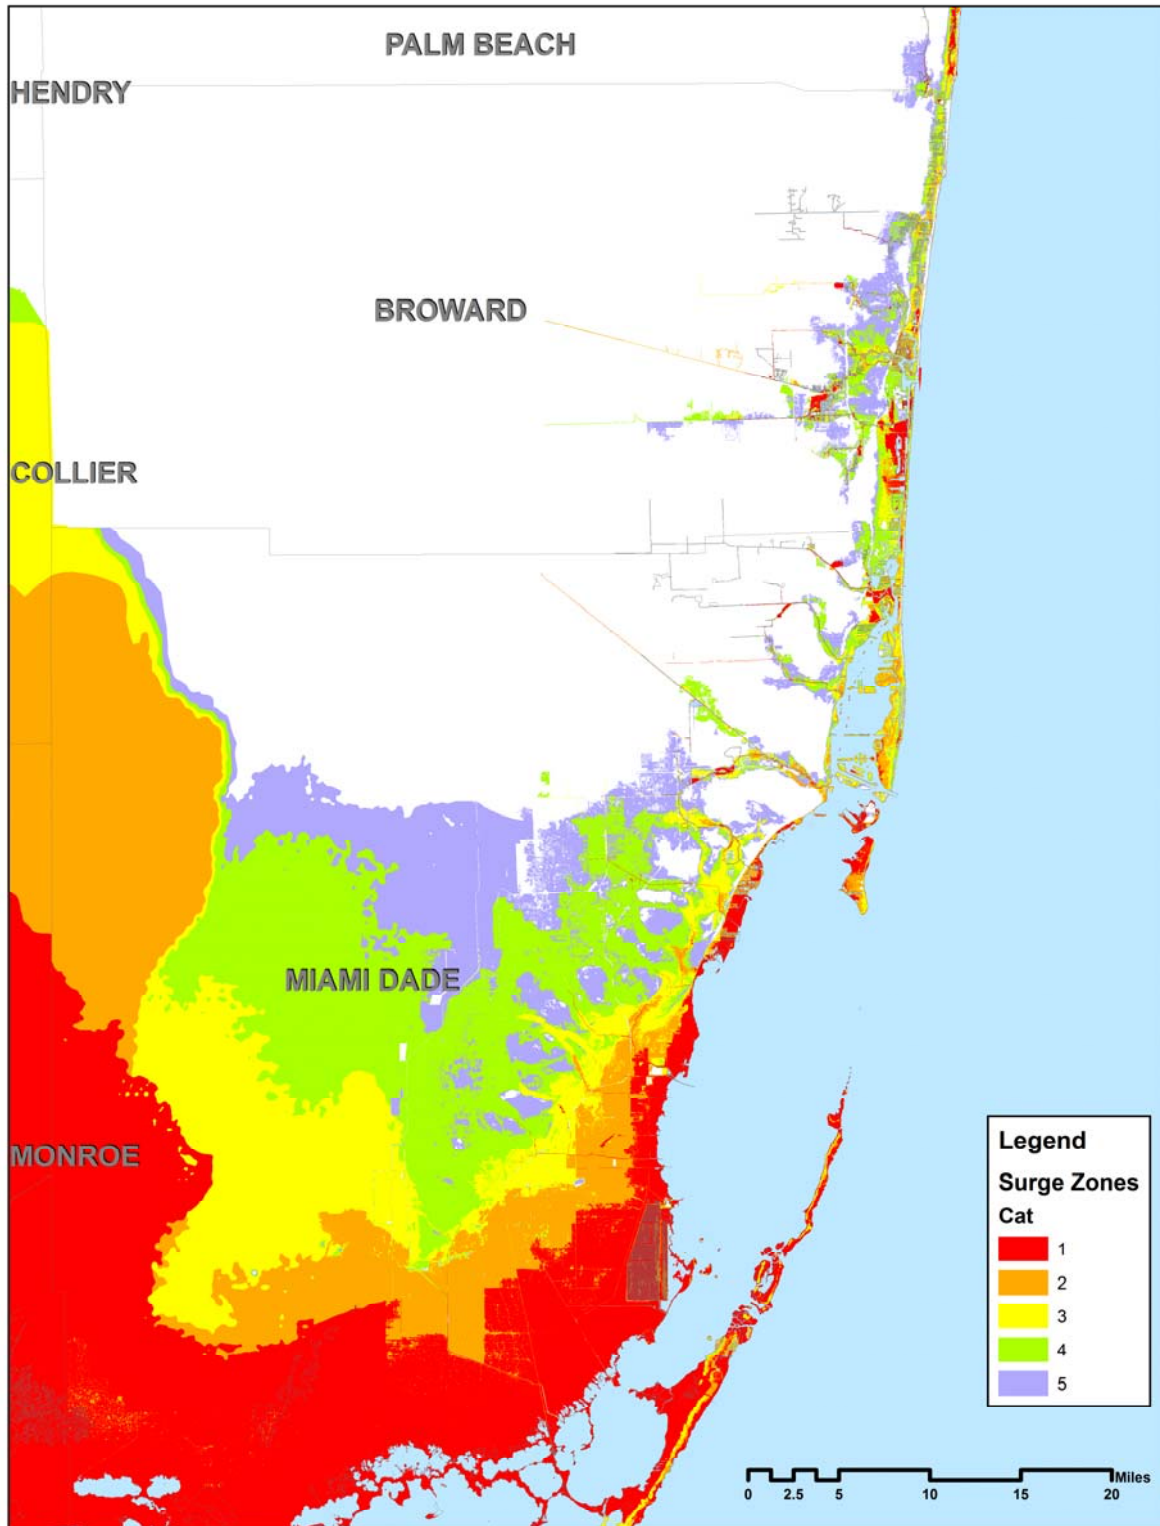 PALM BEACH
HENDRY
BROWARD
COLLIER
MIAMI DADE
MONROE
Legend
Surge Zones
Cat
1
2
3
4
5
Miles
0 2.5 5 10 15 20